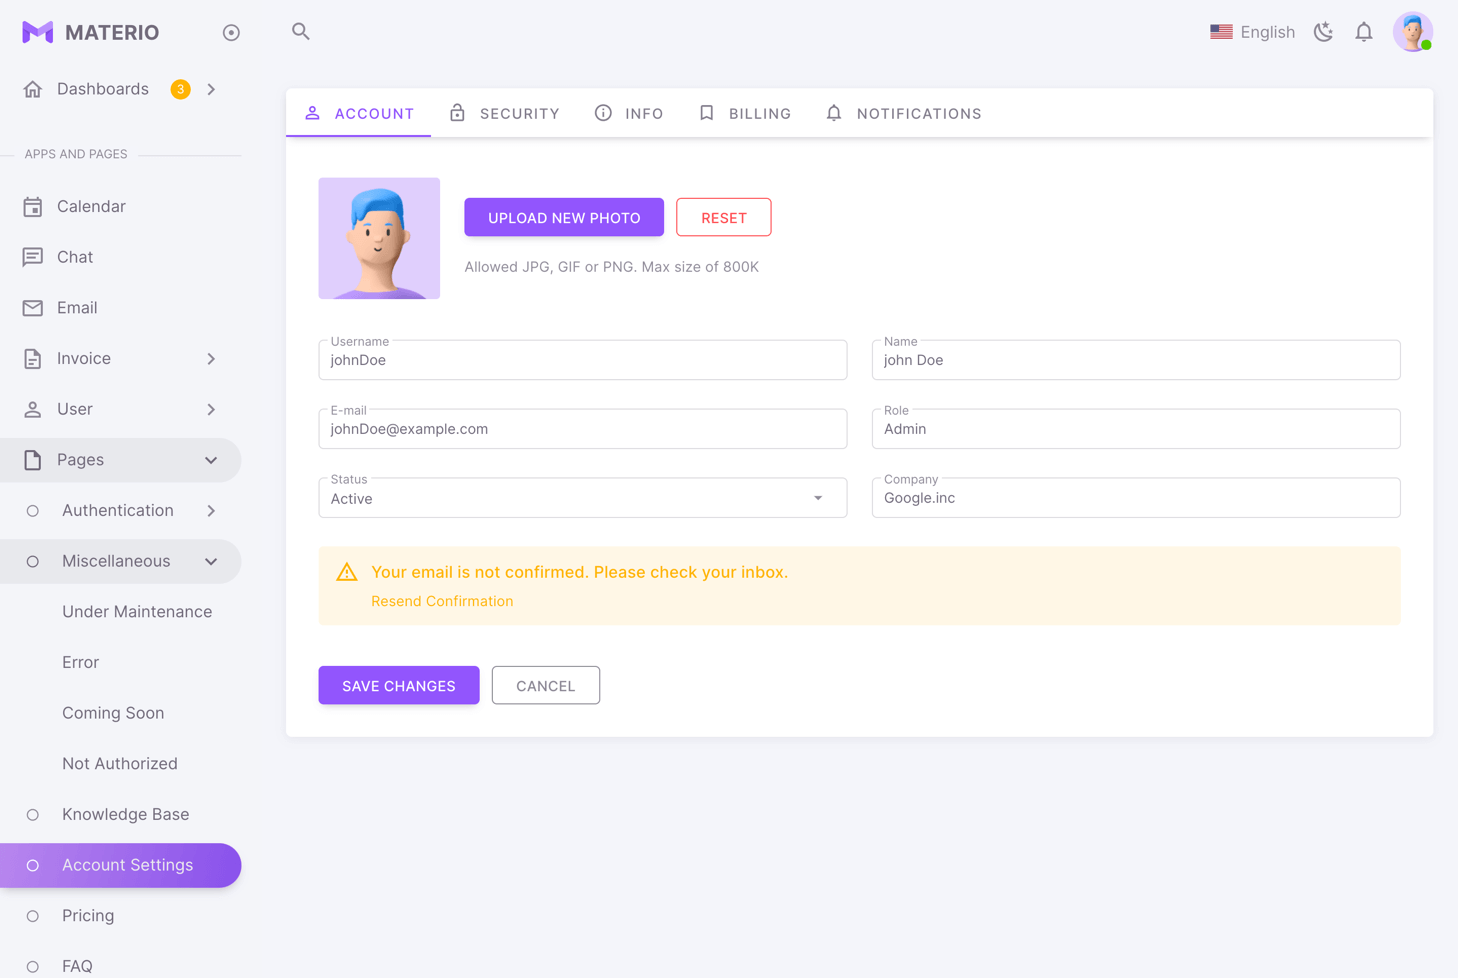 MATERIO
English
Dashboards 3
APPS AND PAGES
Calendar
Chat
Email
Invoice
User
Pages
Authentication
Miscellaneous
Under Maintenance
Error
Coming Soon
Not Authorized
Knowledge Base
Account Settings
Pricing
FAQ
ACCOUNT SECURITY INFO BILLING NOTIFICATIONS
UPLOAD NEW PHOTO RESET
Allowed JPG, GIF or PNG. Max size of 800K
Username
johnDoe
Name
john Doe
E-mail
johnDoe@example.com
Role
Admin
Status
Active
Company
Google.inc
Your email is not confirmed. Please check your inbox.
Resend Confirmation
SAVE CHANGES CANCEL